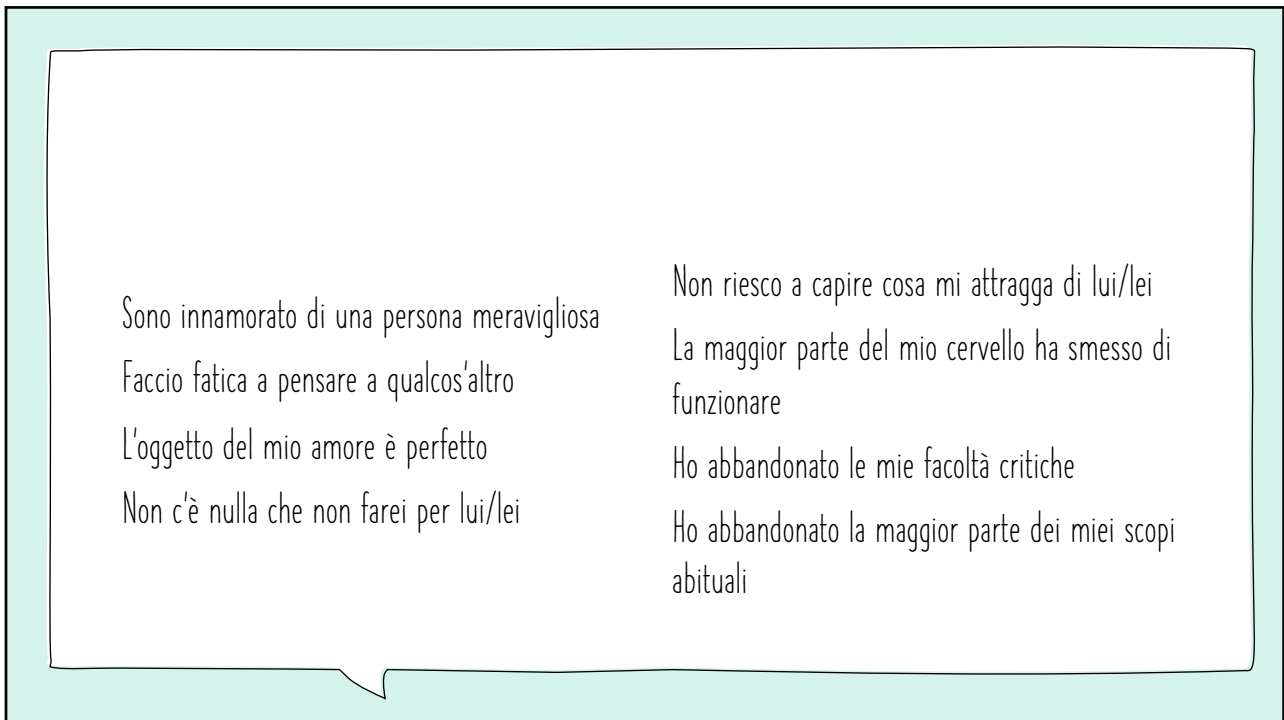 Sono innamorato di una persona meravigliosa
Faccio fatica a pensare a qualcos'altro
L'oggetto del mio amore è perfetto
Non c'è nulla che non farei per lui/lei
Non riesco a capire cosa mi attragga di lui/lei
La maggior parte del mio cervello ha smesso di
funzionare
Ho abbandonato le mie facoltà critiche
Ho abbandonato la maggior parte dei miei scopi
abituali